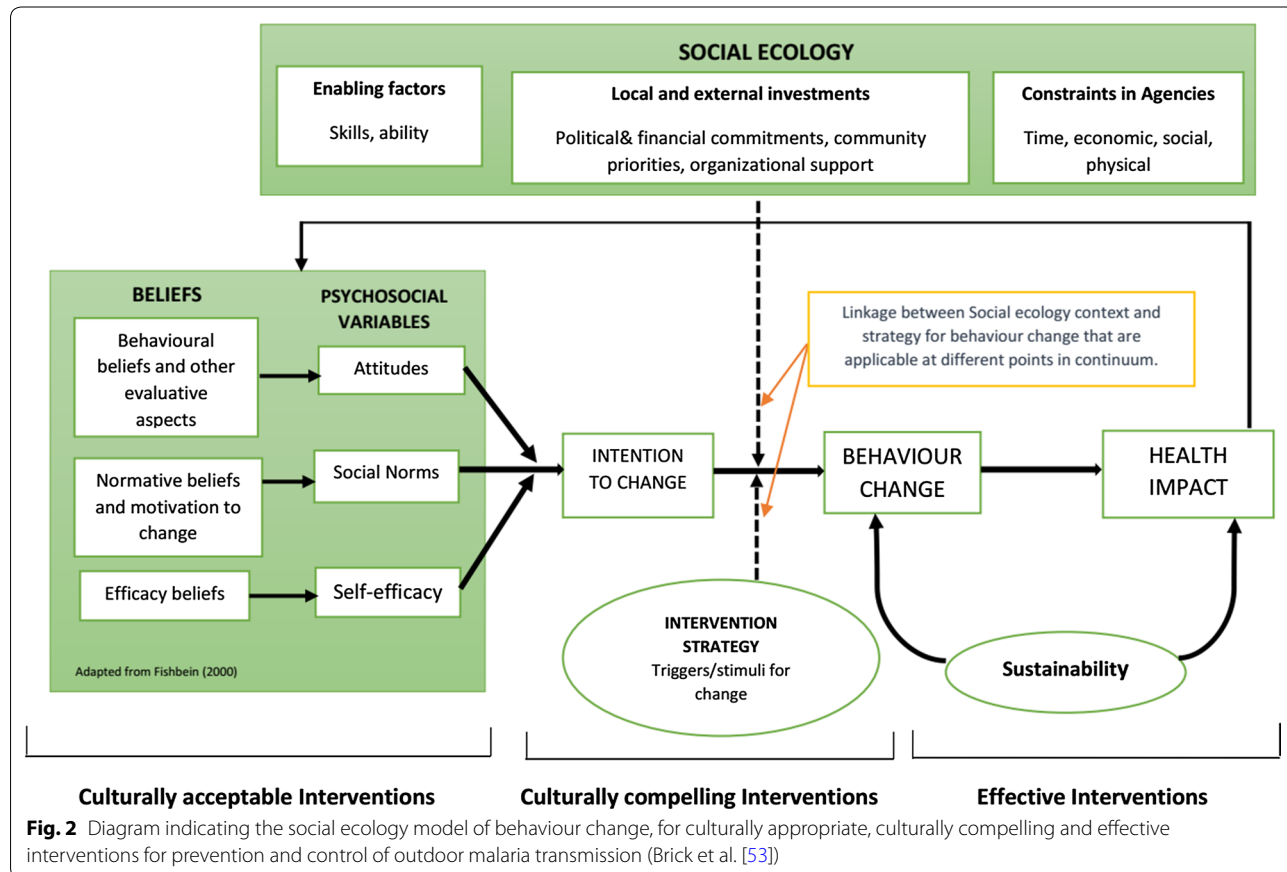 SOCIAL ECOLOGY
Enabling factors
Skills, ability
Local and external investments
Political& financial commitments, community
priorities, organizational support
Constraints in Agencies
Time, economic, social,
physical
BELIEFS
Behavioural
beliefs and other
evaluative
aspects
Normative beliefs
and motivation to
change
Efficacy beliefs
PSYCHOSOCIAL
VARIABLES
Attitudes
Social Norms
Self-efficacy
Adapted from Fishbein (2000)
Linkage between Social ecology context and
strategy for behaviour change that are
applicable at different points in continuum.
INTENTION
TO CHANGE
BEHAVIOUR
CHANGE
HEALTH
IMPACT
INTERVENTION
STRATEGY
Triggers/stimuli for
change
Sustainability
Culturally acceptable Interventions
Culturally compelling Interventions
Effective Interventions
Fig. 2 Diagram indicating the social ecology model of behaviour change, for culturally appropriate, culturally compelling and effective
interventions for prevention and control of outdoor malaria transmission (Brick et al. [53])